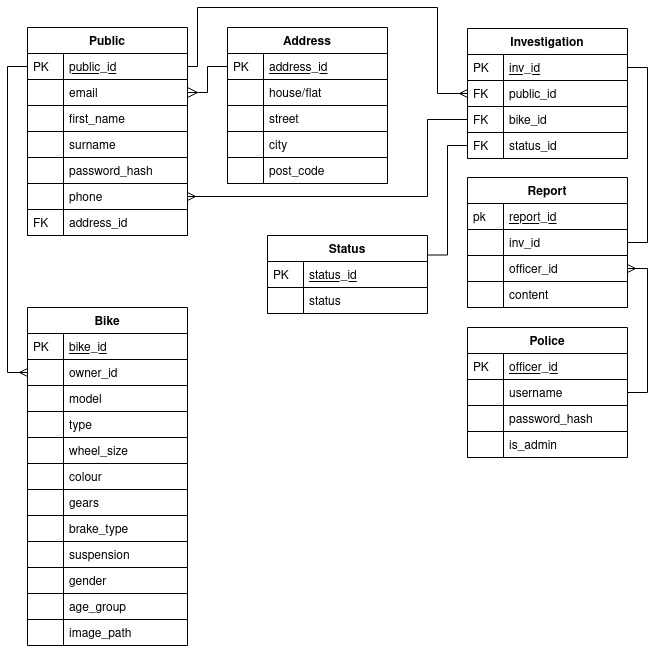 Public
PK public_id
email
first_name
surname
password_hash
phone
FK address_id
Address
PK address_id
house/flat
street
city
post_code
Investigation
PK inv_id
FK public_id
FK bike_id
FK status_id
Report
pk report_id
inv_id
officer_id
content
Status
PK status_id
status
Bike
PK bike_id
owner_id
model
type
wheel_size
colour
gears
brake_type
suspension
gender
age_group
image_path
Police
PK officer_id
username
password_hash
is_admin